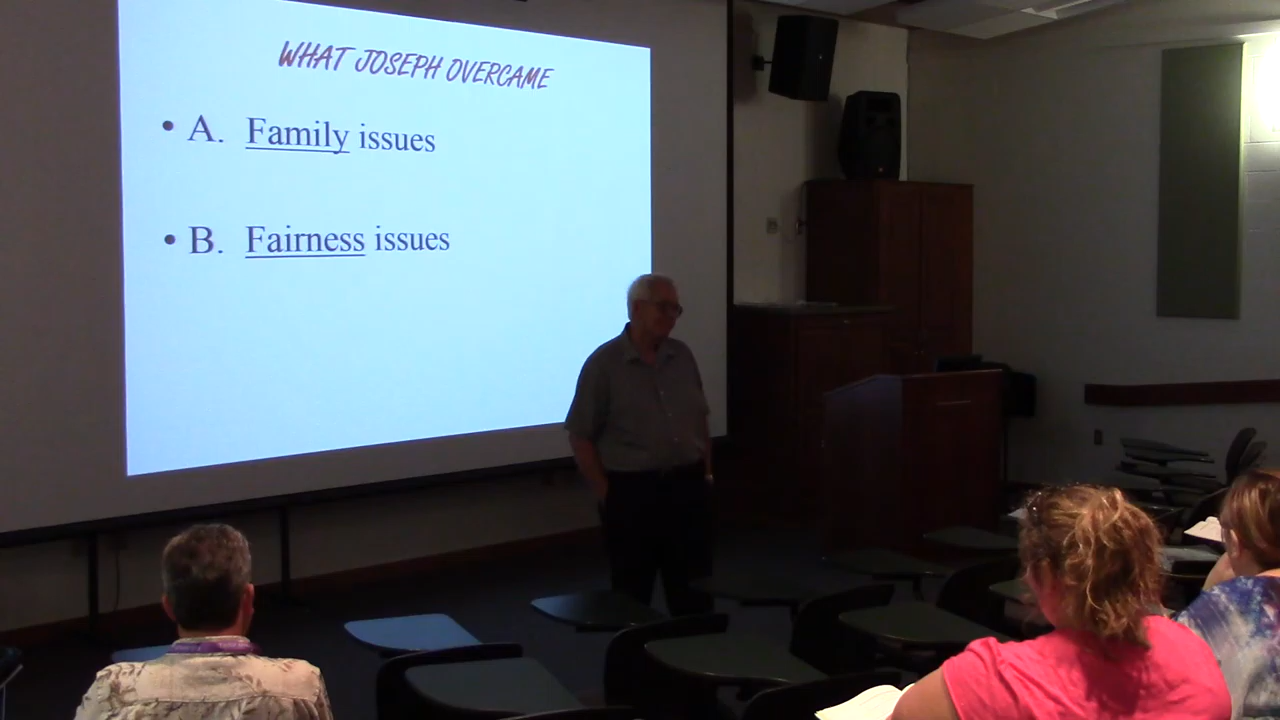 WHAT JOSEPH OVERCAME
• A. Family issues
• B. Fairness issues